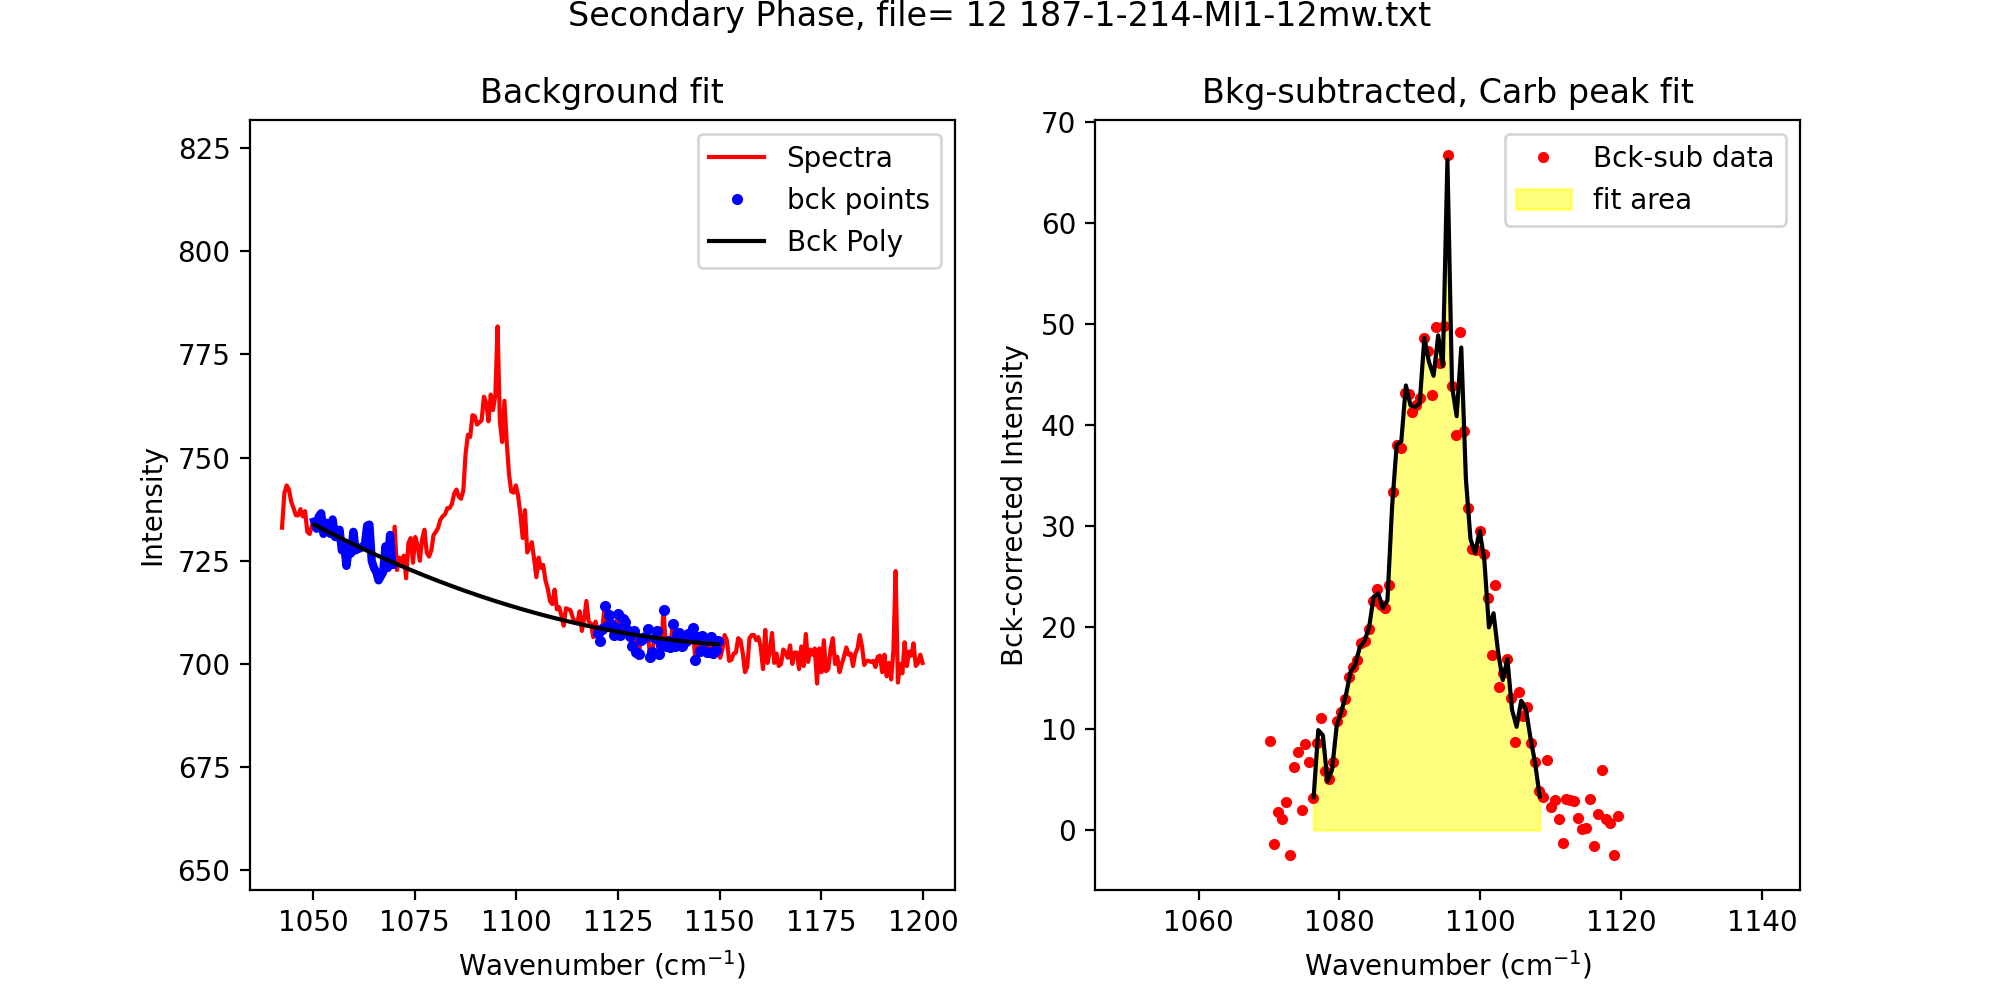 Secondary Phase, file= 12 187-1-214-MI1-12mw.txt
Background fit
Spectra
bck points
Bck Poly
825
800
775
750
725
700
675
650
Intensity
1050 1075 1100 1125 1150 1175 1200
Wavenumber (cm⁻¹)
Bkg-subtracted, Carb peak fit
Bck-sub data
fit area
70
60
50
40
30
20
10
0
Bck-corrected Intensity
1060 1080 1100 1120 1140
Wavenumber (cm⁻¹)